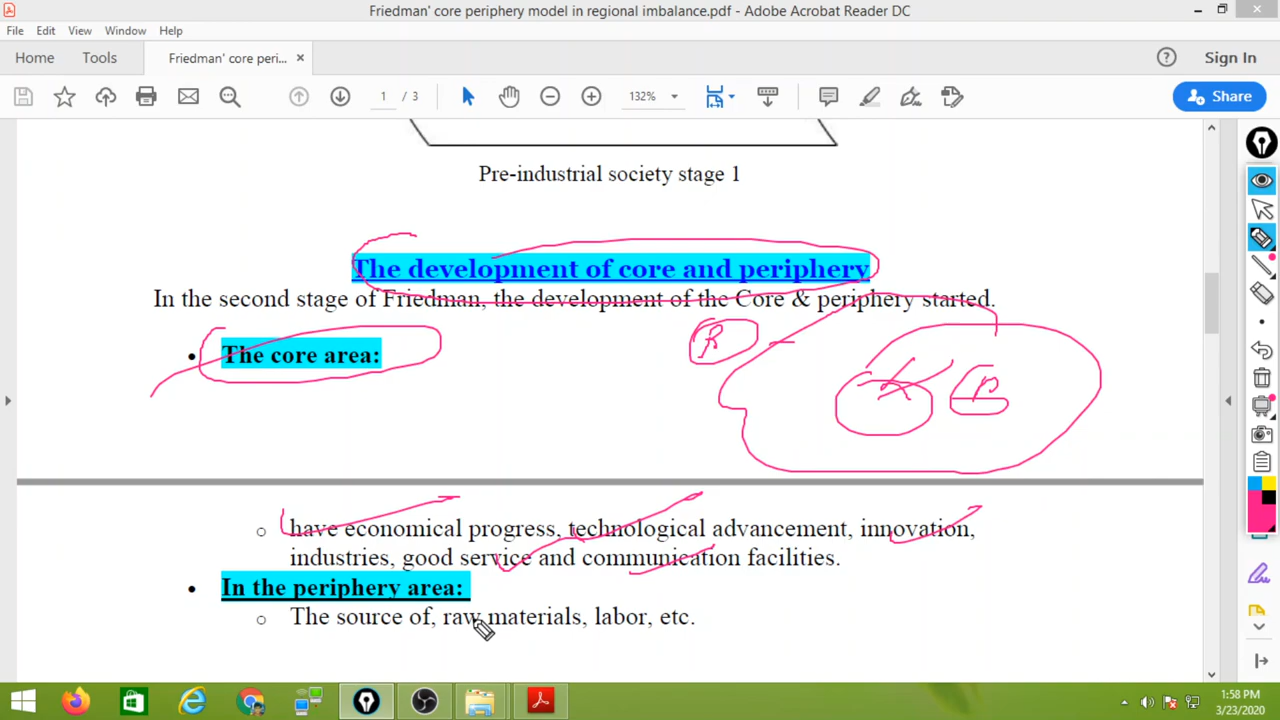 Friedman' core periphery model in regional imbalance.pdf - Adobe Acrobat Reader DC
File Edit View Window Help
Home Tools Friedman' core peri... × Sign In
1 / 3 132% Share
Pre-industrial society stage 1
The development of core and periphery
In the second stage of Friedman, the development of the Core & periphery started.
R
• The core area:
B
o have economical progress, technological advancement, innovation,
industries, good service and communication facilities.
• In the periphery area:
o The source of, raw materials, labor, etc.
1:58 PM
3/23/2020